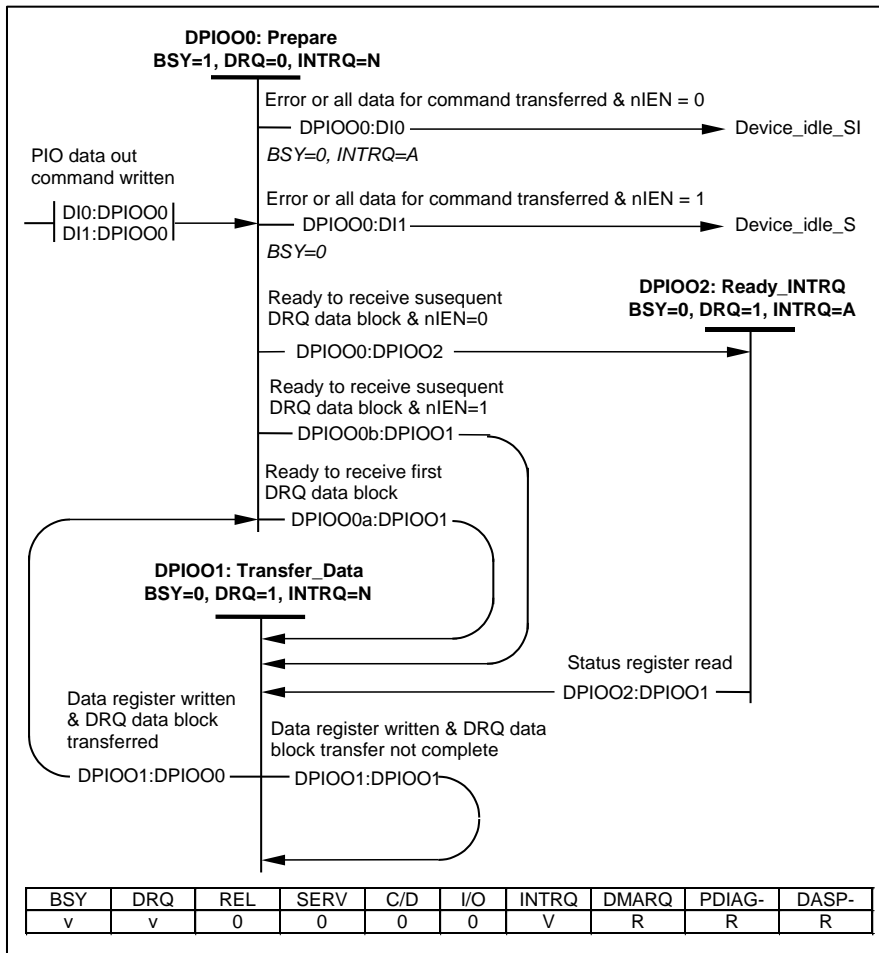 DPIOO0: Prepare
BSY=1, DRQ=0, INTRQ=N
Error or all data for command transferred & nIEN = 0
DPIOO0:DI0
Device_idle_SI
BSY=0, INTRQ=A
PIO data out
command written
DI0:DPIOO0
DI1:DPIOO0
Error or all data for command transferred & nIEN = 1
DPIOO0:DI1
Device_idle_S
BSY=0
DPIOO2: Ready_INTRQ
BSY=0, DRQ=1, INTRQ=A
Ready to receive susequent
DRQ data block & nIEN=0
DPIOO0:DPIOO2
Ready to receive susequent
DRQ data block & nIEN=1
DPIOO0b:DPIOO1
Ready to receive first
DRQ data block
DPIOO0a:DPIOO1
DPIOO1: Transfer_Data
BSY=0, DRQ=1, INTRQ=N
Status register read
DPIOO2:DPIOO1
Data register written
& DRQ data block
transferred
DPIOO1:DPIOO0
Data register written & DRQ data
block transfer not complete
DPIOO1:DPIOO1
BSY DRQ REL SERV C/D I/O INTRQ DMARQ PDIAG- DASP-
v v 0 0 0 0 V R R R